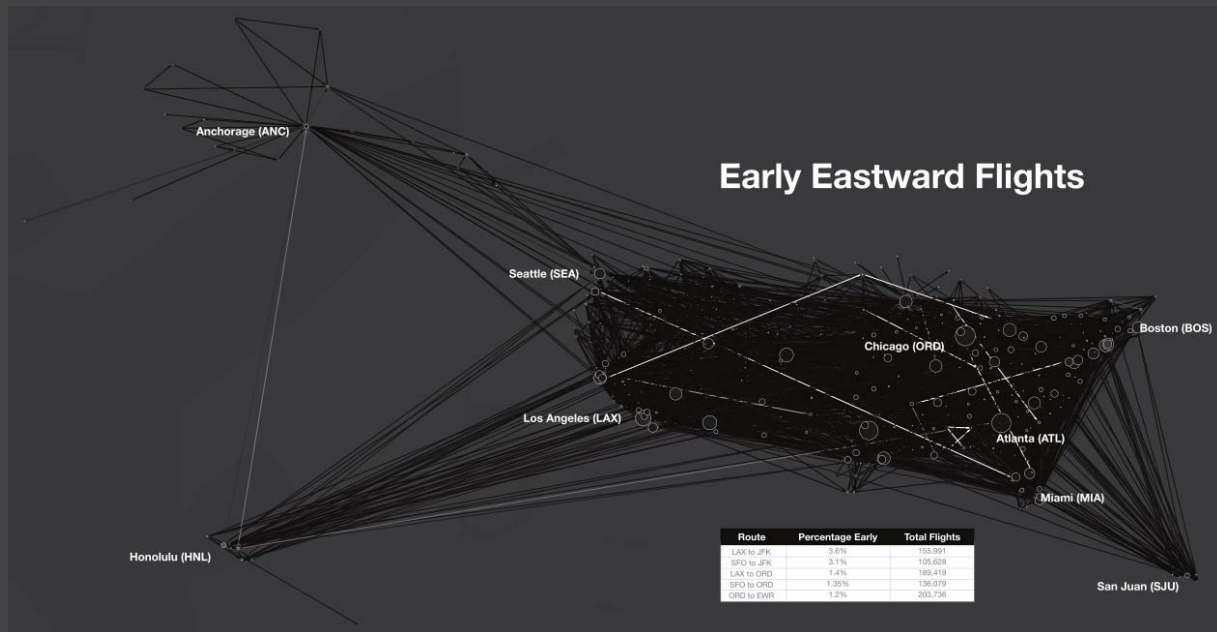 Anchorage (ANC)
Early Eastward Flights
Seattle (SEA)
Boston (BOS)
Chicago (ORD)
Los Angeles (LAX)
Atlanta (ATL)
Miami (MIA)
Honolulu (HNL)
San Juan (SJU)
Route Percentage Early Total Flights
LAX to JFK 3.6% 155,991
SFO to JFK 3.1% 105,628
LAX to ORD 1.4% 189,419
SFO to ORD 1.35% 136,079
ORD to EWR 1.2% 203,736